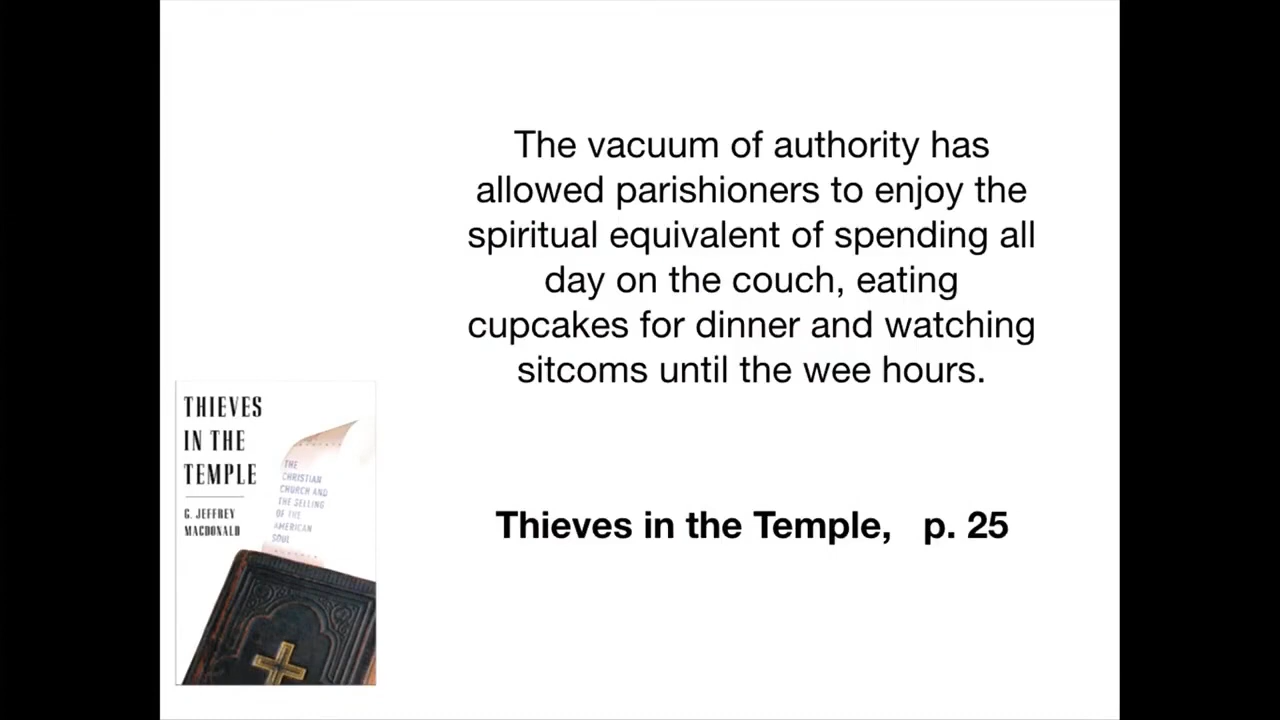 The vacuum of authority has
allowed parishioners to enjoy the
spiritual equivalent of spending all
day on the couch, eating
cupcakes for dinner and watching
sitcoms until the wee hours.
Thieves in the Temple, p. 25
THIEVES
IN THE
TEMPLE
G. JEFFREY
MACDONALD
THE
CHRISTIAN
CHURCH AND
THE SELLING
OF THE
AMERICAN
SOUL